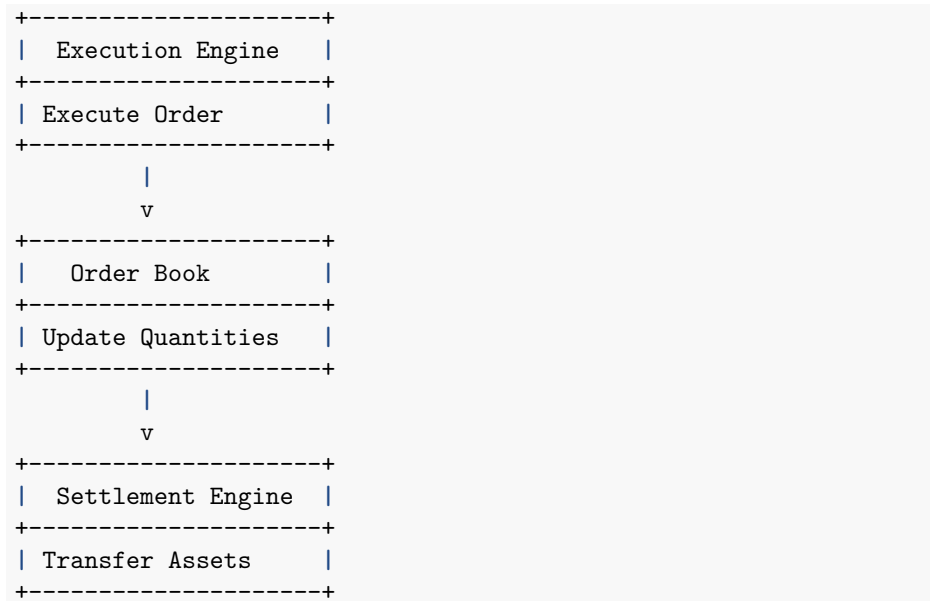 +---------------------+
|  Execution Engine   |
+---------------------+
| Execute Order       |
+---------------------+
         |
         v
+---------------------+
|   Order Book        |
+---------------------+
| Update Quantities   |
+---------------------+
         |
         v
+---------------------+
|  Settlement Engine  |
+---------------------+
| Transfer Assets     |
+---------------------+